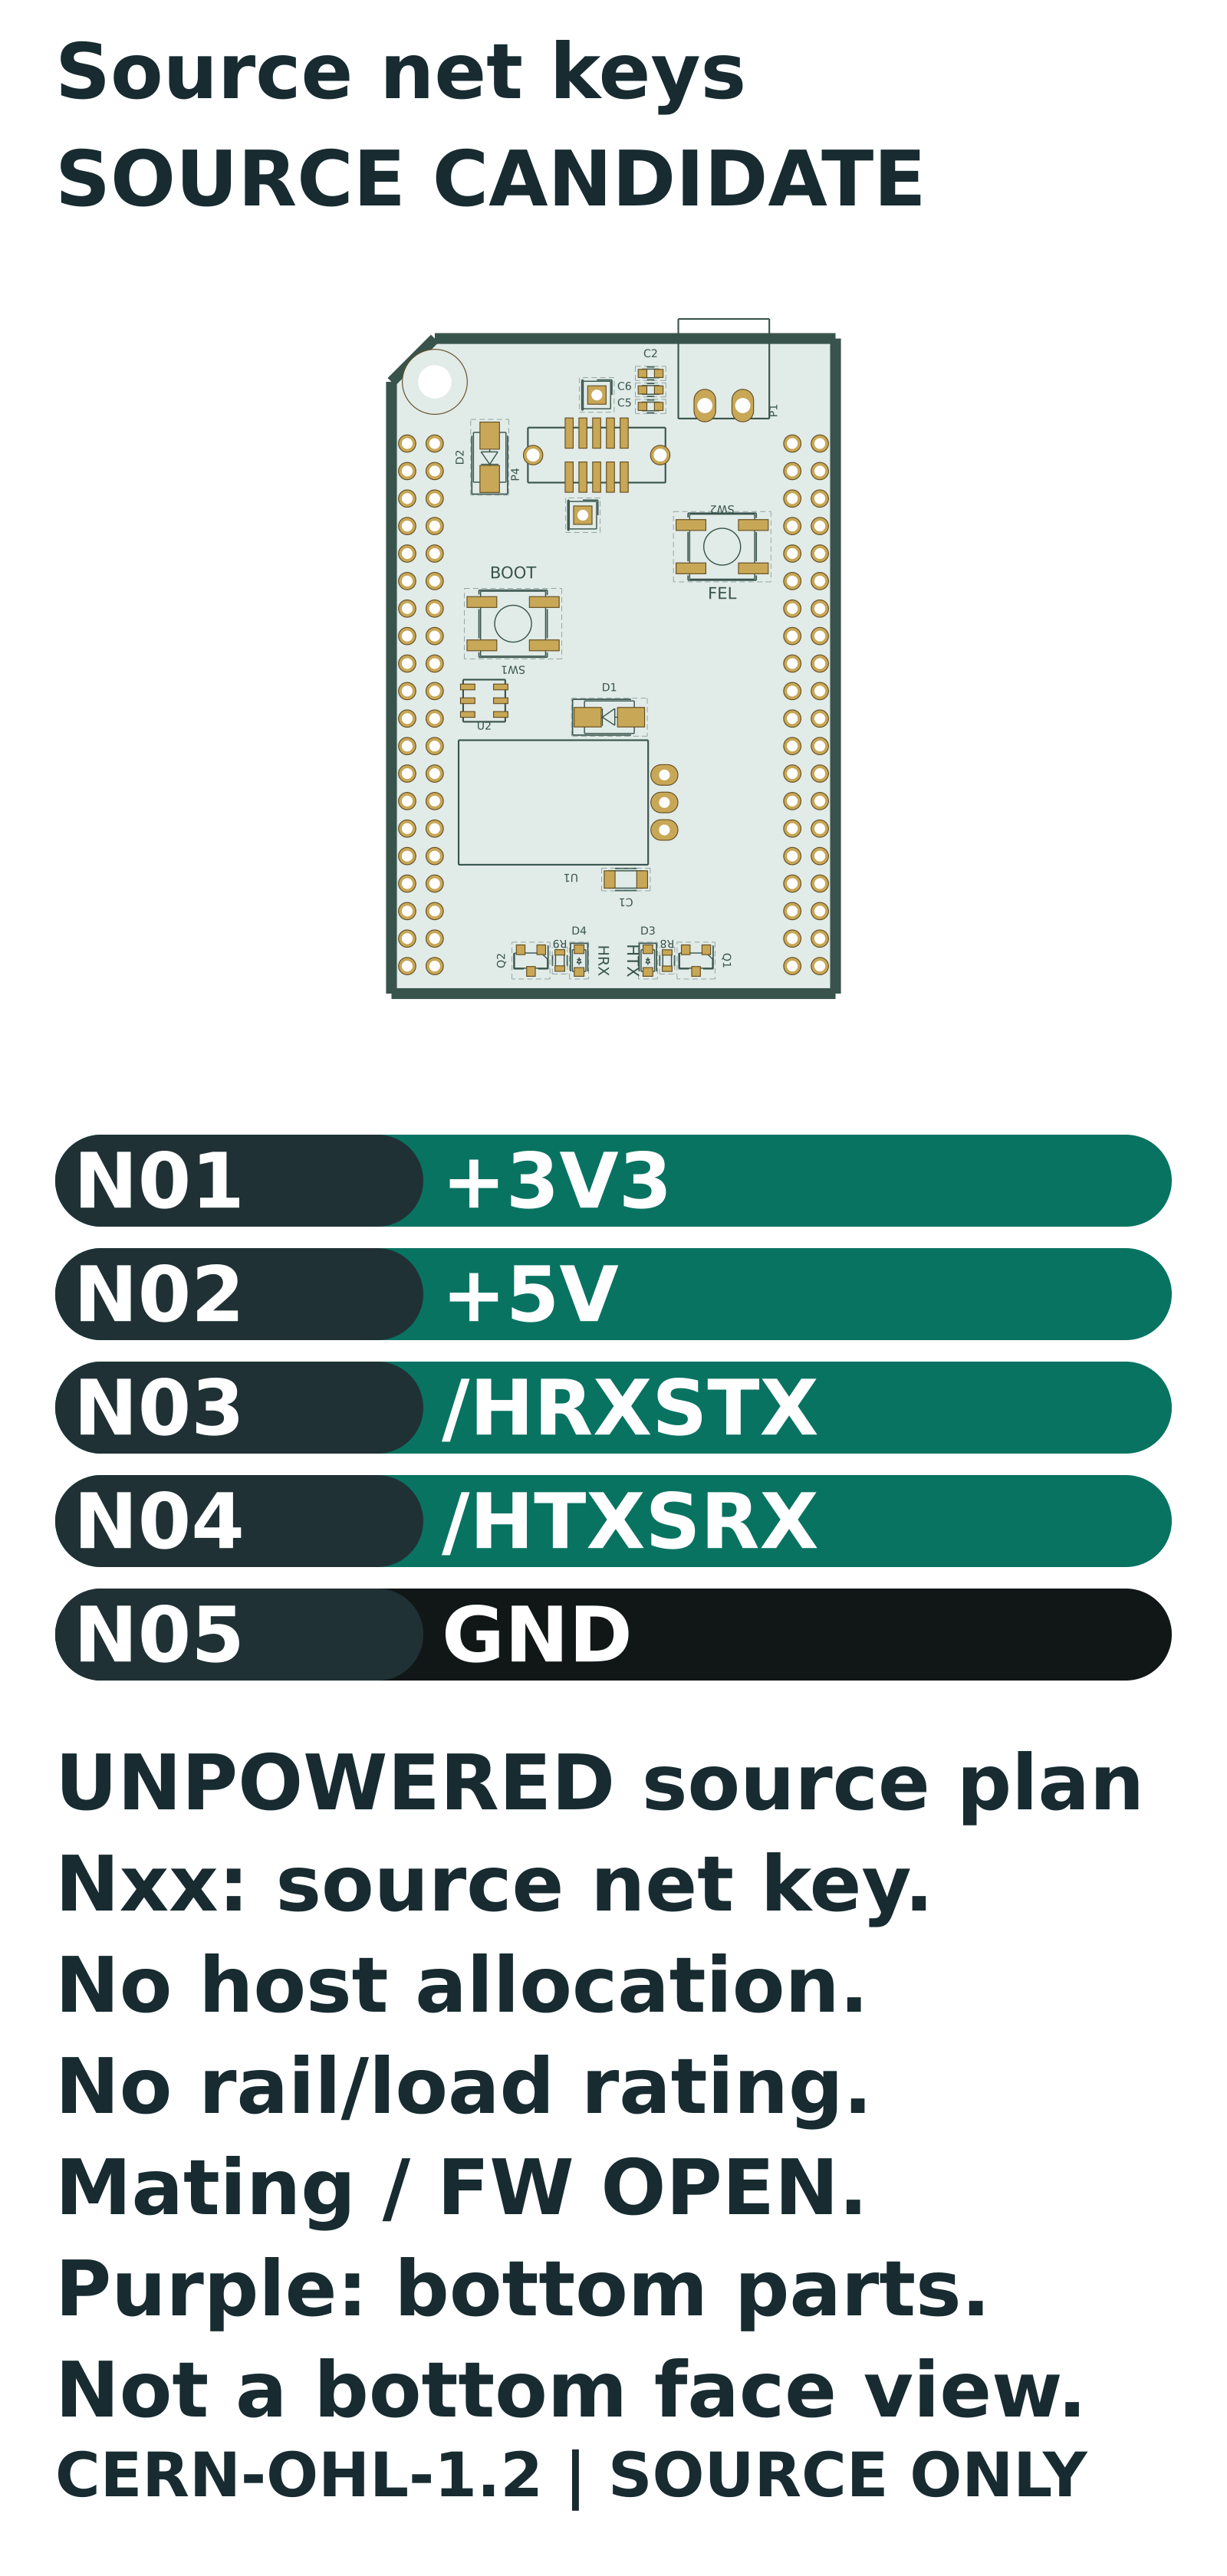 Source net keys
SOURCE CANDIDATE
C2
C6
C5
P1
D2
P4
SW2
BOOT
FEL
SW1
D1
U2
U1
C1
D4
D3
Q2
R9
HRX
HTX
R8
Q1
N01 +3V3
N02 +5V
N03 /HRXSTX
N04 /HTXSRX
N05 GND
UNPOWERED source plan
Nxx: source net key.
No host allocation.
No rail/load rating.
Mating / FW OPEN.
Purple: bottom parts.
Not a bottom face view.
CERN-OHL-1.2 | SOURCE ONLY